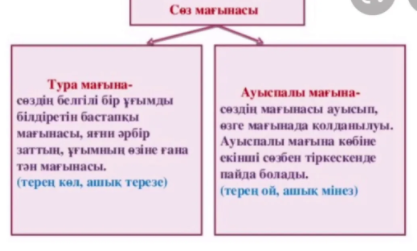 Сөз мағынасы
Тура мағына-
сөздің белгілі бір ұғымды
білдіретін бастапқы
мағынасы, яғни әрбір
заттың, ұғымның өзіне ғана
тән мағынасы.
(терең көл, ашық терезе)
Ауыспалы мағына-
сөздің мағынасы ауысып,
өзге мағынада қолданылуы.
Ауыспалы мағына көбіне
екінші сөзбен тіркескенде
пайда болады.
(терең ой, ашық мінез)